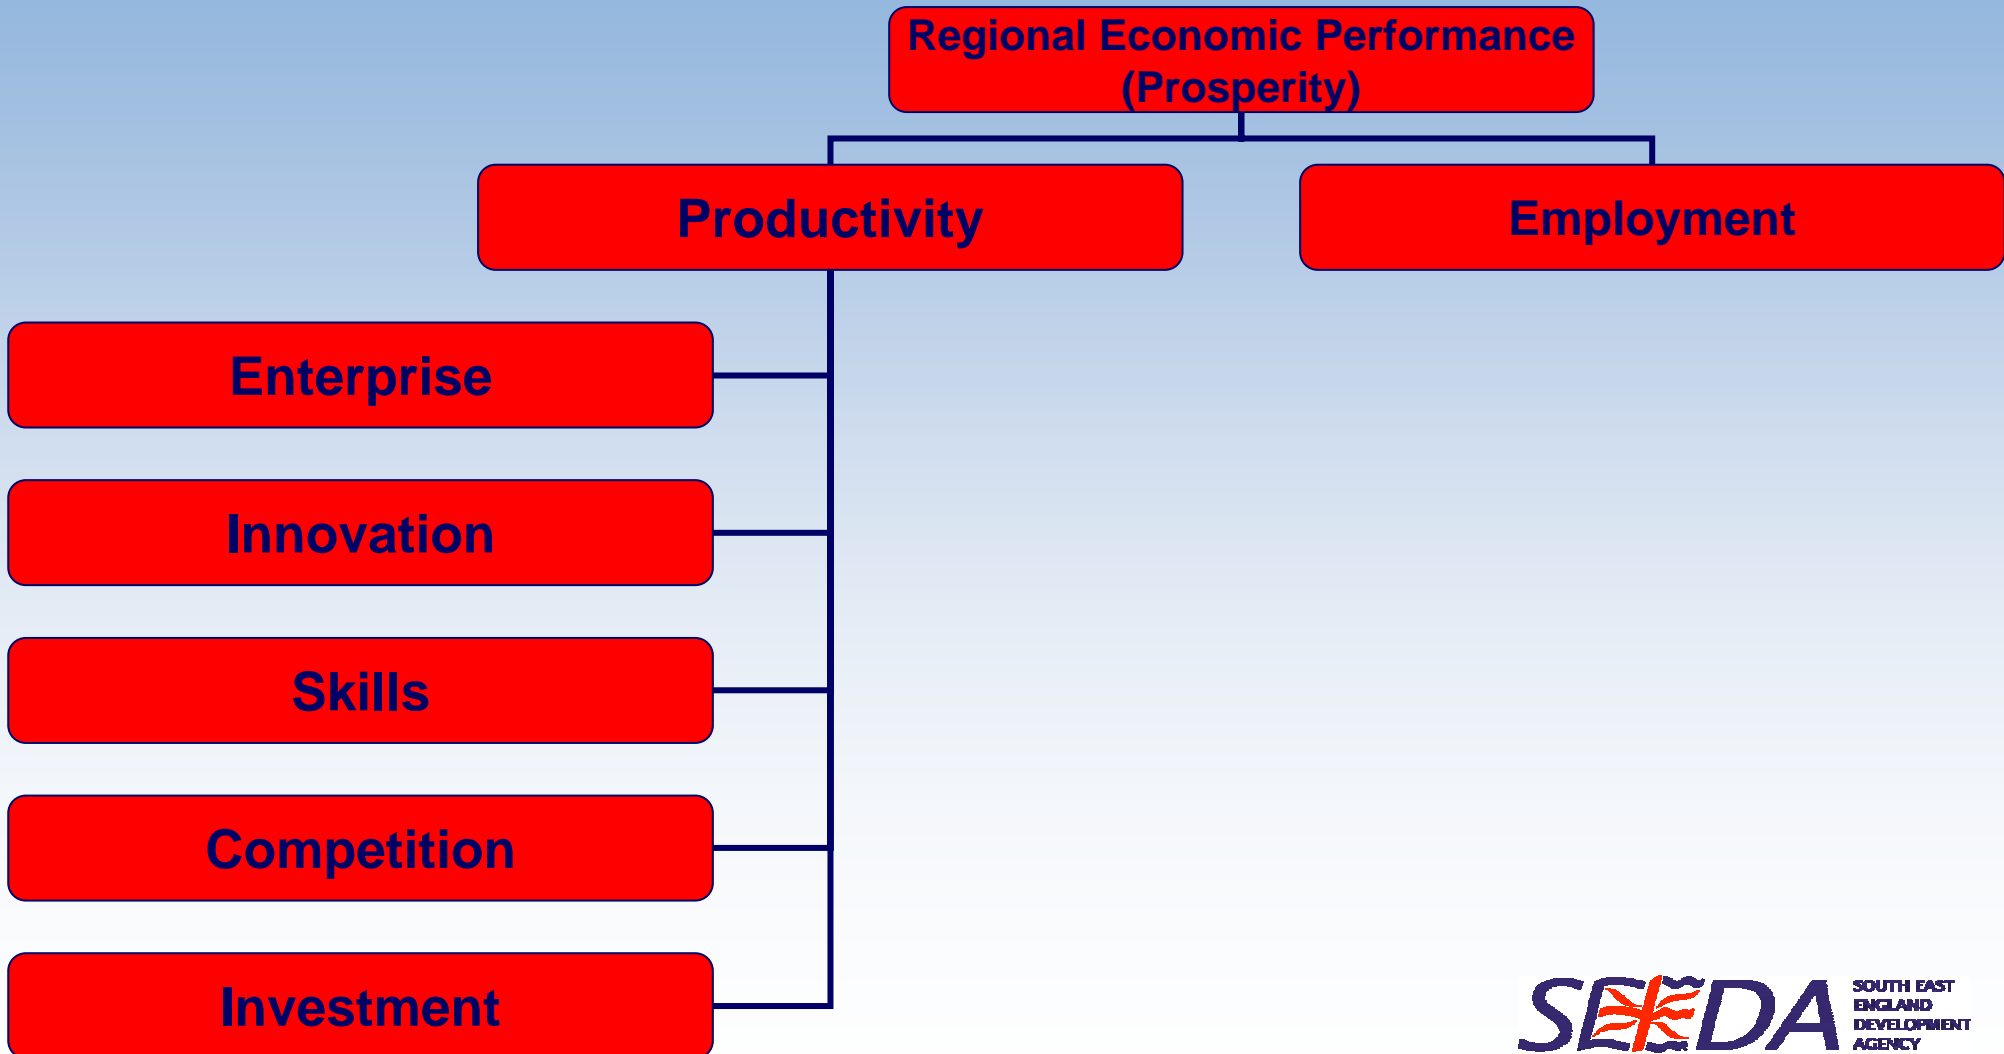 Regional Economic Performance
(Prosperity)
Productivity
Employment
Enterprise
Innovation
Skills
Competition
Investment
SEEDA
SOUTH EAST
ENGLAND
DEVELOPMENT
AGENCY